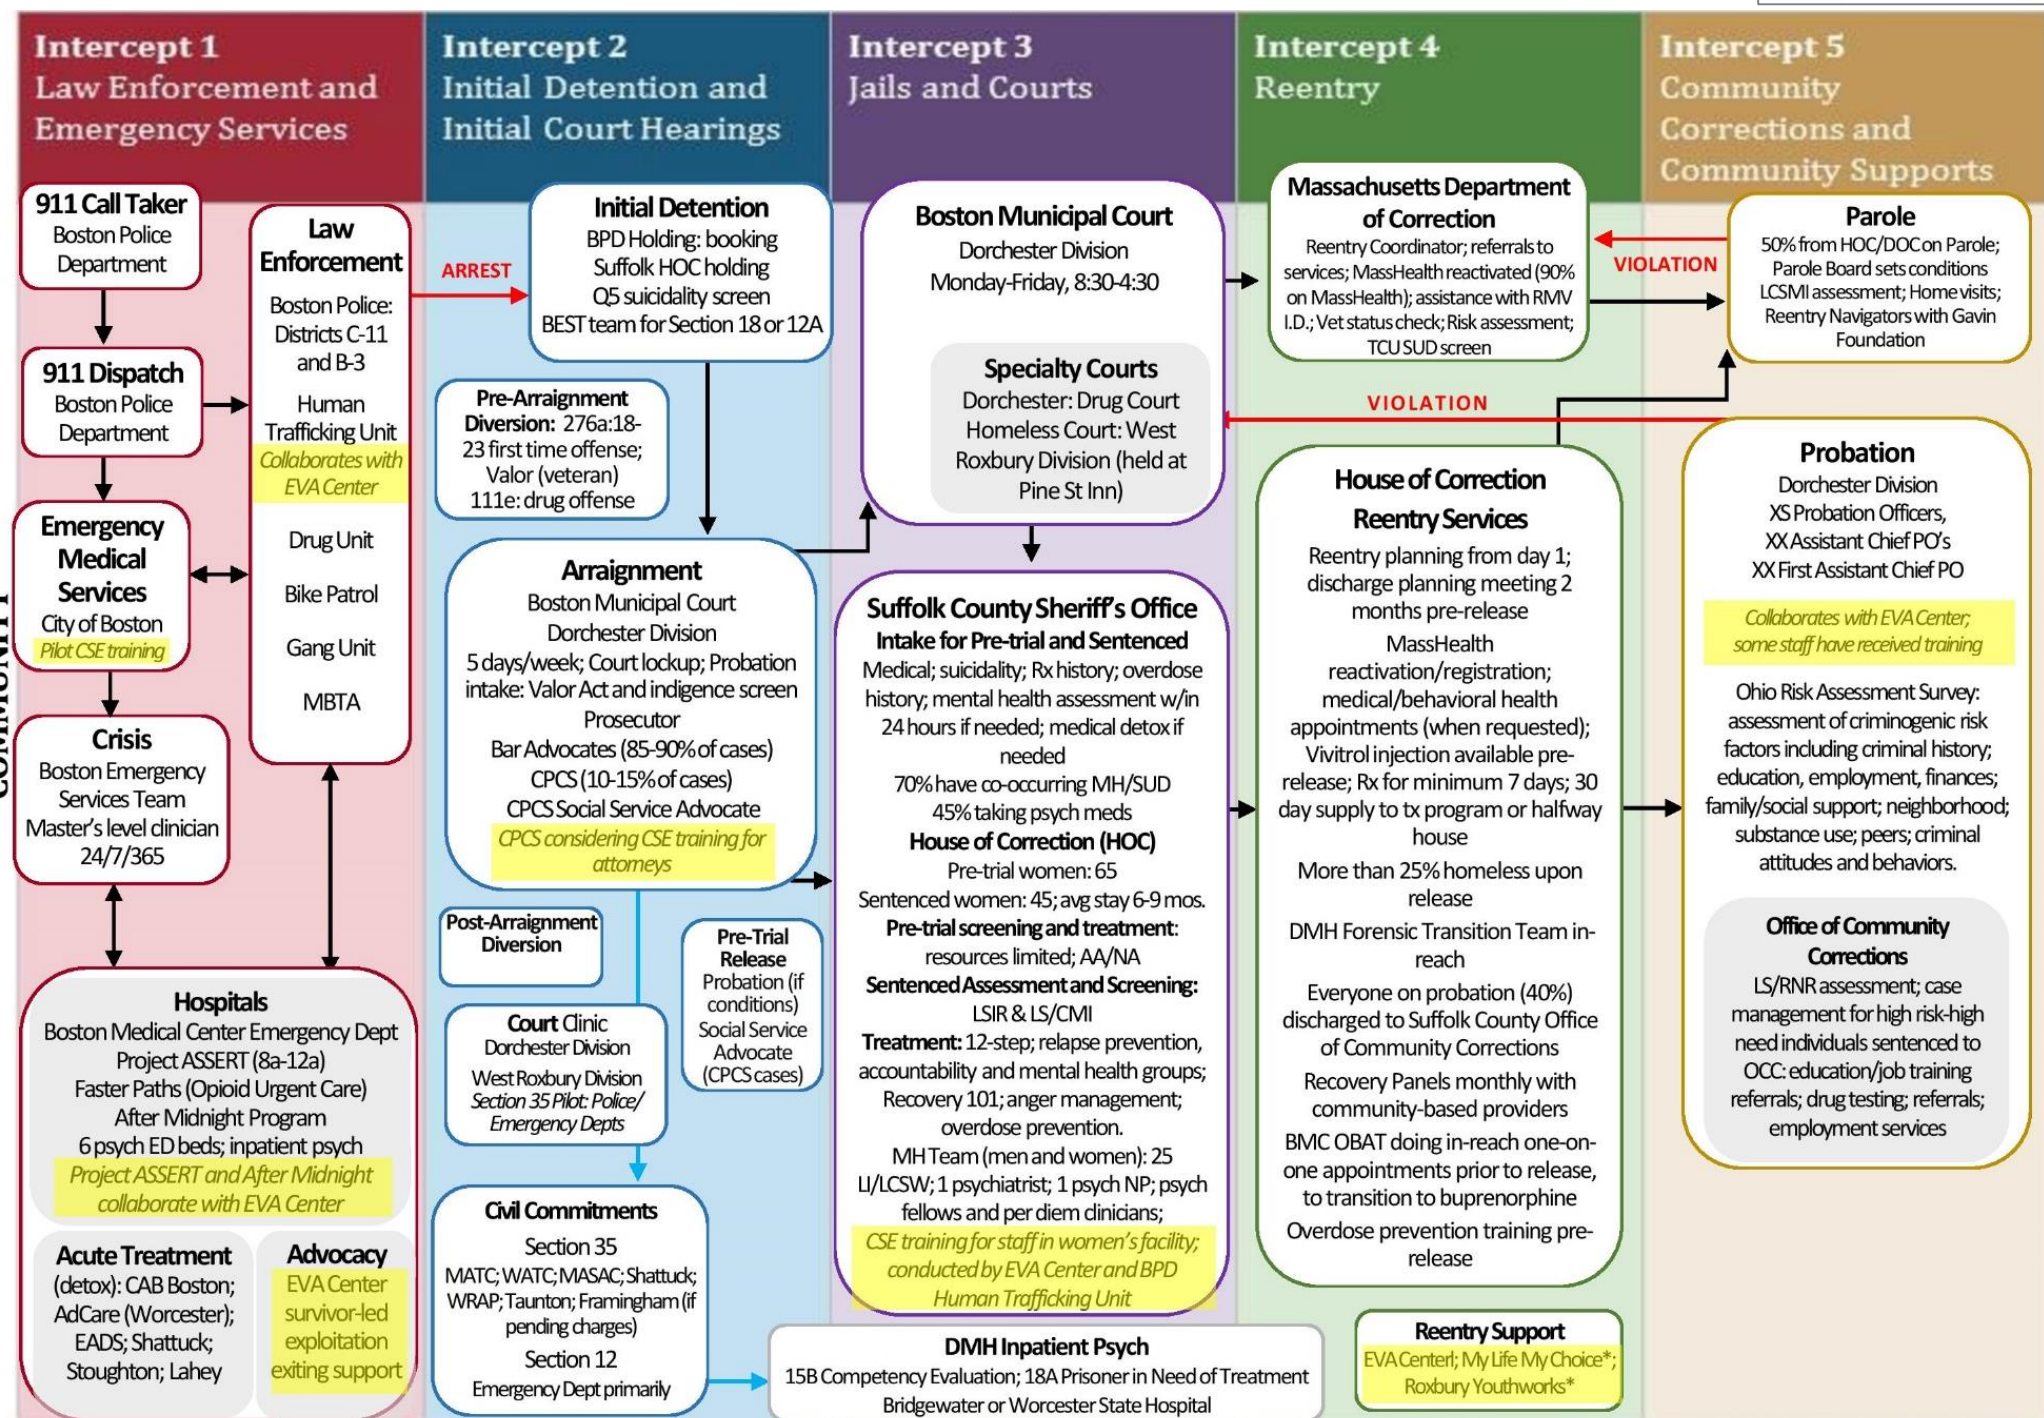 Intercept 1
Law Enforcement and
Emergency Services
Intercept 2
Initial Detention and
Initial Court Hearings
Intercept 3
Jails and Courts
Intercept 4
Reentry
Intercept 5
Community
Corrections and
Community Supports
COMMUNITY
911 Call Taker
Boston Police
Department
911 Dispatch
Boston Police
Department
Emergency
Medical
Services
City of Boston
Pilot CSE training
Crisis
Boston Emergency
Services Team
Master's level clinician
24/7/365
Law
Enforcement
Boston Police:
Districts C-11
and B-3
Human
Trafficking Unit
Collaborates with
EVA Center
Drug Unit
Bike Patrol
Gang Unit
MBTA
Hospitals
Boston Medical Center Emergency Dept
Project ASSERT (8a-12a)
Faster Paths (Opioid Urgent Care)
After Midnight Program
6 psych ED beds; inpatient psych
Project ASSERT and After Midnight
collaborate with EVA Center
Acute Treatment
(detox): CAB Boston;
AdCare (Worcester);
EADS; Shattuck;
Stoughton; Lahey
Advocacy
EVA Center
survivor-led
exploitation
exiting support
ARREST
Initial Detention
BPD Holding: booking
Suffolk HOC holding
Q5 suicidality screen
BEST team for Section 18 or 12A
Pre-Arraignment
Diversion: 276a:18-
23 first time offense;
Valor (veteran)
111e: drug offense
Arraignment
Boston Municipal Court
Dorchester Division
5 days/week; Court lockup; Probation
intake: Valor Act and indigence screen
Prosecutor
Bar Advocates (85-90% of cases)
CPCS (10-15% of cases)
CPCS Social Service Advocate
CPCS considering CSE training for
attorneys
Post-Arraignment
Diversion
Pre-Trial
Release
Probation (if
conditions)
Social Service
Advocate
(CPCS cases)
Court Clinic
Dorchester Division
West Roxbury Division
Section 35 Pilot: Police/
Emergency Depts
Civil Commitments
Section 35
MATC; WATC; MASAC; Shattuck;
WRAP; Taunton; Framingham (if
pending charges)
Section 12
Emergency Dept primarily
Boston Municipal Court
Dorchester Division
Monday-Friday, 8:30-4:30
Specialty Courts
Dorchester: Drug Court
Homeless Court: West
Roxbury Division (held at
Pine St Inn)
Suffolk County Sheriff's Office
Intake for Pre-trial and Sentenced
Medical; suicidality; Rx history; overdose
history; mental health assessment w/in
24 hours if needed; medical detox if
needed
70% have co-occurring MH/SUD
45% taking psych meds
House of Correction (HOC)
Pre-trial women: 65
Sentenced women: 45; avg stay 6-9 mos.
Pre-trial screening and treatment:
resources limited; AA/NA
Sentenced Assessment and Screening:
LSIR & LS/CMI
Treatment: 12-step; relapse prevention,
accountability and mental health groups;
Recovery 101; anger management;
overdose prevention.
MH Team (men and women): 25
LI/LCSW; 1 psychiatrist; 1 psych NP; psych
fellows and per diem clinicians;
CSE training for staff in women's facility;
conducted by EVA Center and BPD
Human Trafficking Unit
DMH Inpatient Psych
15B Competency Evaluation; 18A Prisoner in Need of Treatment
Bridgewater or Worcester State Hospital
Massachusetts Department
of Correction
Reentry Coordinator; referrals to
services; MassHealth reactivated (90%
on MassHealth); assistance with RMV
I.D.; Vet status check; Risk assessment;
TCU SUD screen
VIOLATION
VIOLATION
House of Correction
Reentry Services
Reentry planning from day 1;
discharge planning meeting 2
months pre-release
MassHealth
reactivation/registration;
medical/behavioral health
appointments (when requested);
Vivitrol injection available pre-
release; Rx for minimum 7 days; 30
day supply to tx program or halfway
house
More than 25% homeless upon
release
DMH Forensic Transition Team in-
reach
Everyone on probation (40%)
discharged to Suffolk County Office
of Community Corrections
Recovery Panels monthly with
community-based providers
BMC OBAT doing in-reach one-on-
one appointments prior to release,
to transition to buprenorphine
Overdose prevention training pre-
release
Reentry Support
EVA Centerl; My Life My Choice*;
Roxbury Youthworks*
Parole
50% from HOC/DOC on Parole;
Parole Board sets conditions
LCSMI assessment; Home visits;
Reentry Navigators with Gavin
Foundation
Probation
Dorchester Division
XS Probation Officers,
XX Assistant Chief PO's
XX First Assistant Chief PO
Collaborates with EVA Center;
some staff have received training
Ohio Risk Assessment Survey:
assessment of criminogenic risk
factors including criminal history;
education, employment, finances;
family/social support; neighborhood;
substance use; peers; criminal
attitudes and behaviors.
Office of Community
Corrections
LS/RNR assessment; case
management for high risk-high
need individuals sentenced to
OCC: education/job training
referrals; drug testing; referrals;
employment services